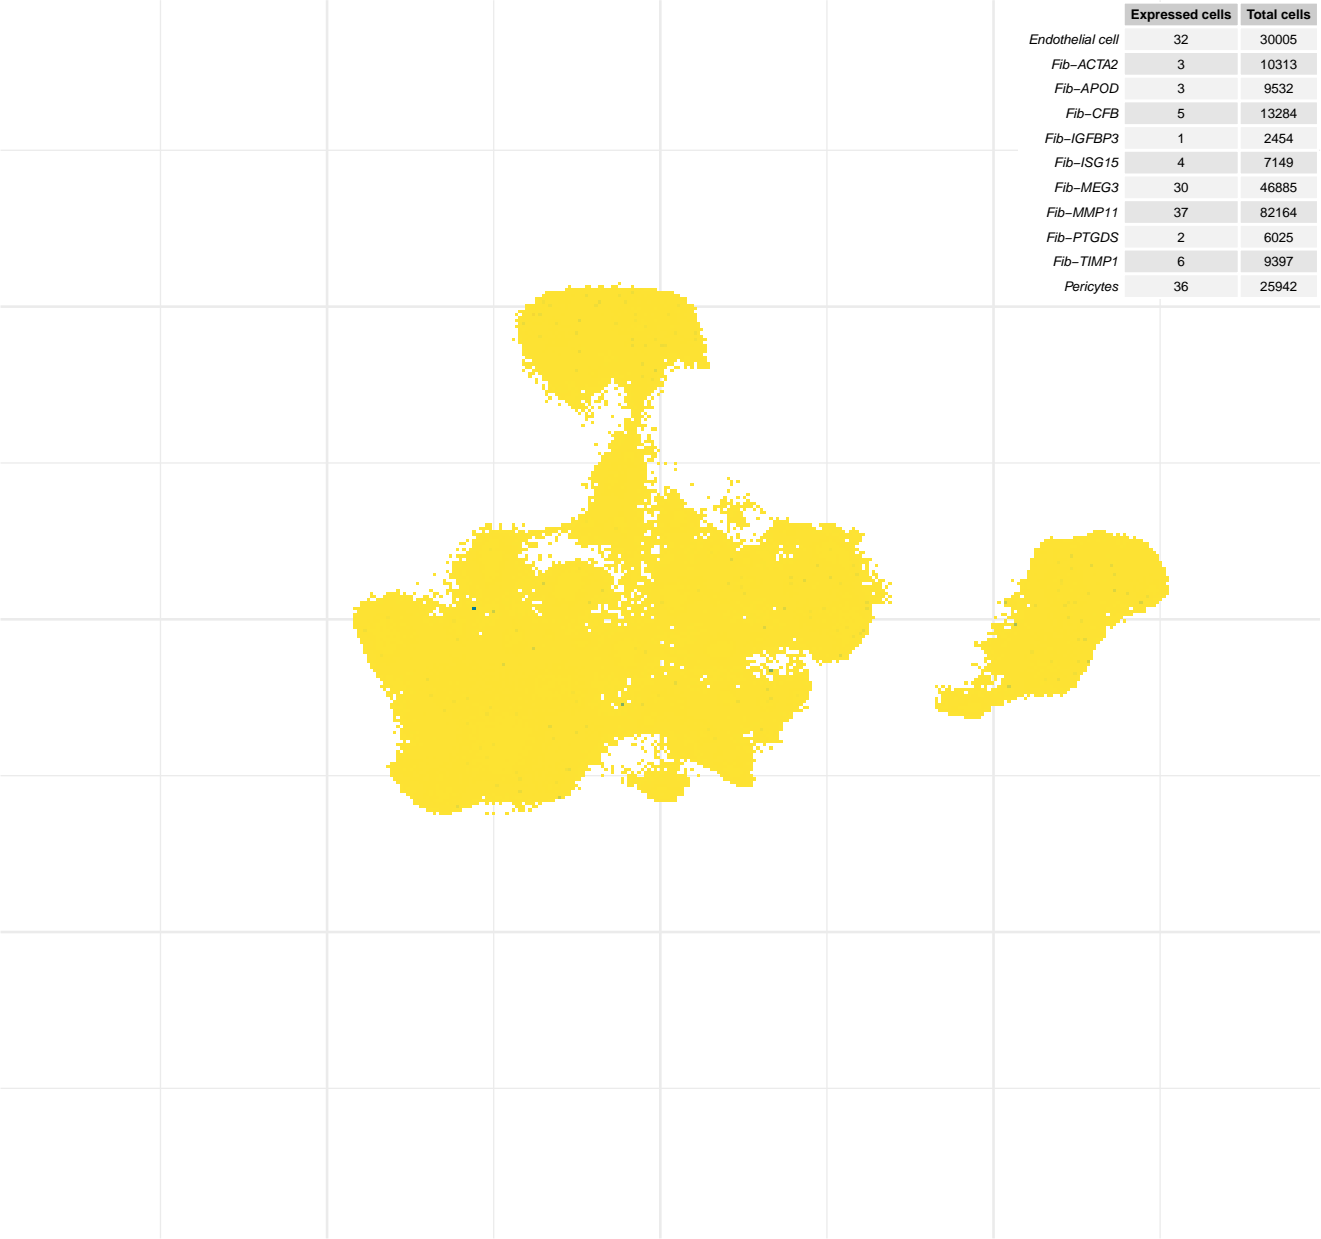 Expressed cells Total cells
Endothelial cell 32 30005
Fib−ACTA2 3 10313
Fib−APOD 3 9532
Fib−CFB 5 13284
Fib−IGFBP3 1 2454
Fib−ISG15 4 7149
Fib−MEG3 30 46885
Fib−MMP11 37 82164
Fib−PTGDS 2 6025
Fib−TIMP1 6 9397
Pericytes 36 25942